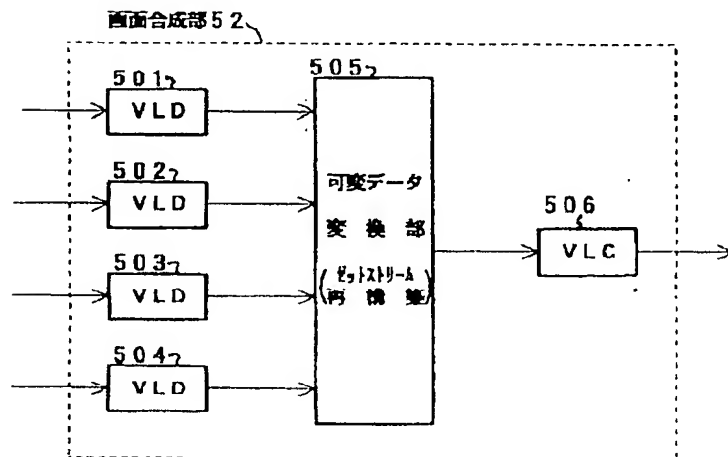 画面合成部52
501
VLD
502
VLD
503
VLD
504
VLD
505
可変データ
変換部
(ビットストリーム
再構築)
506
VLC